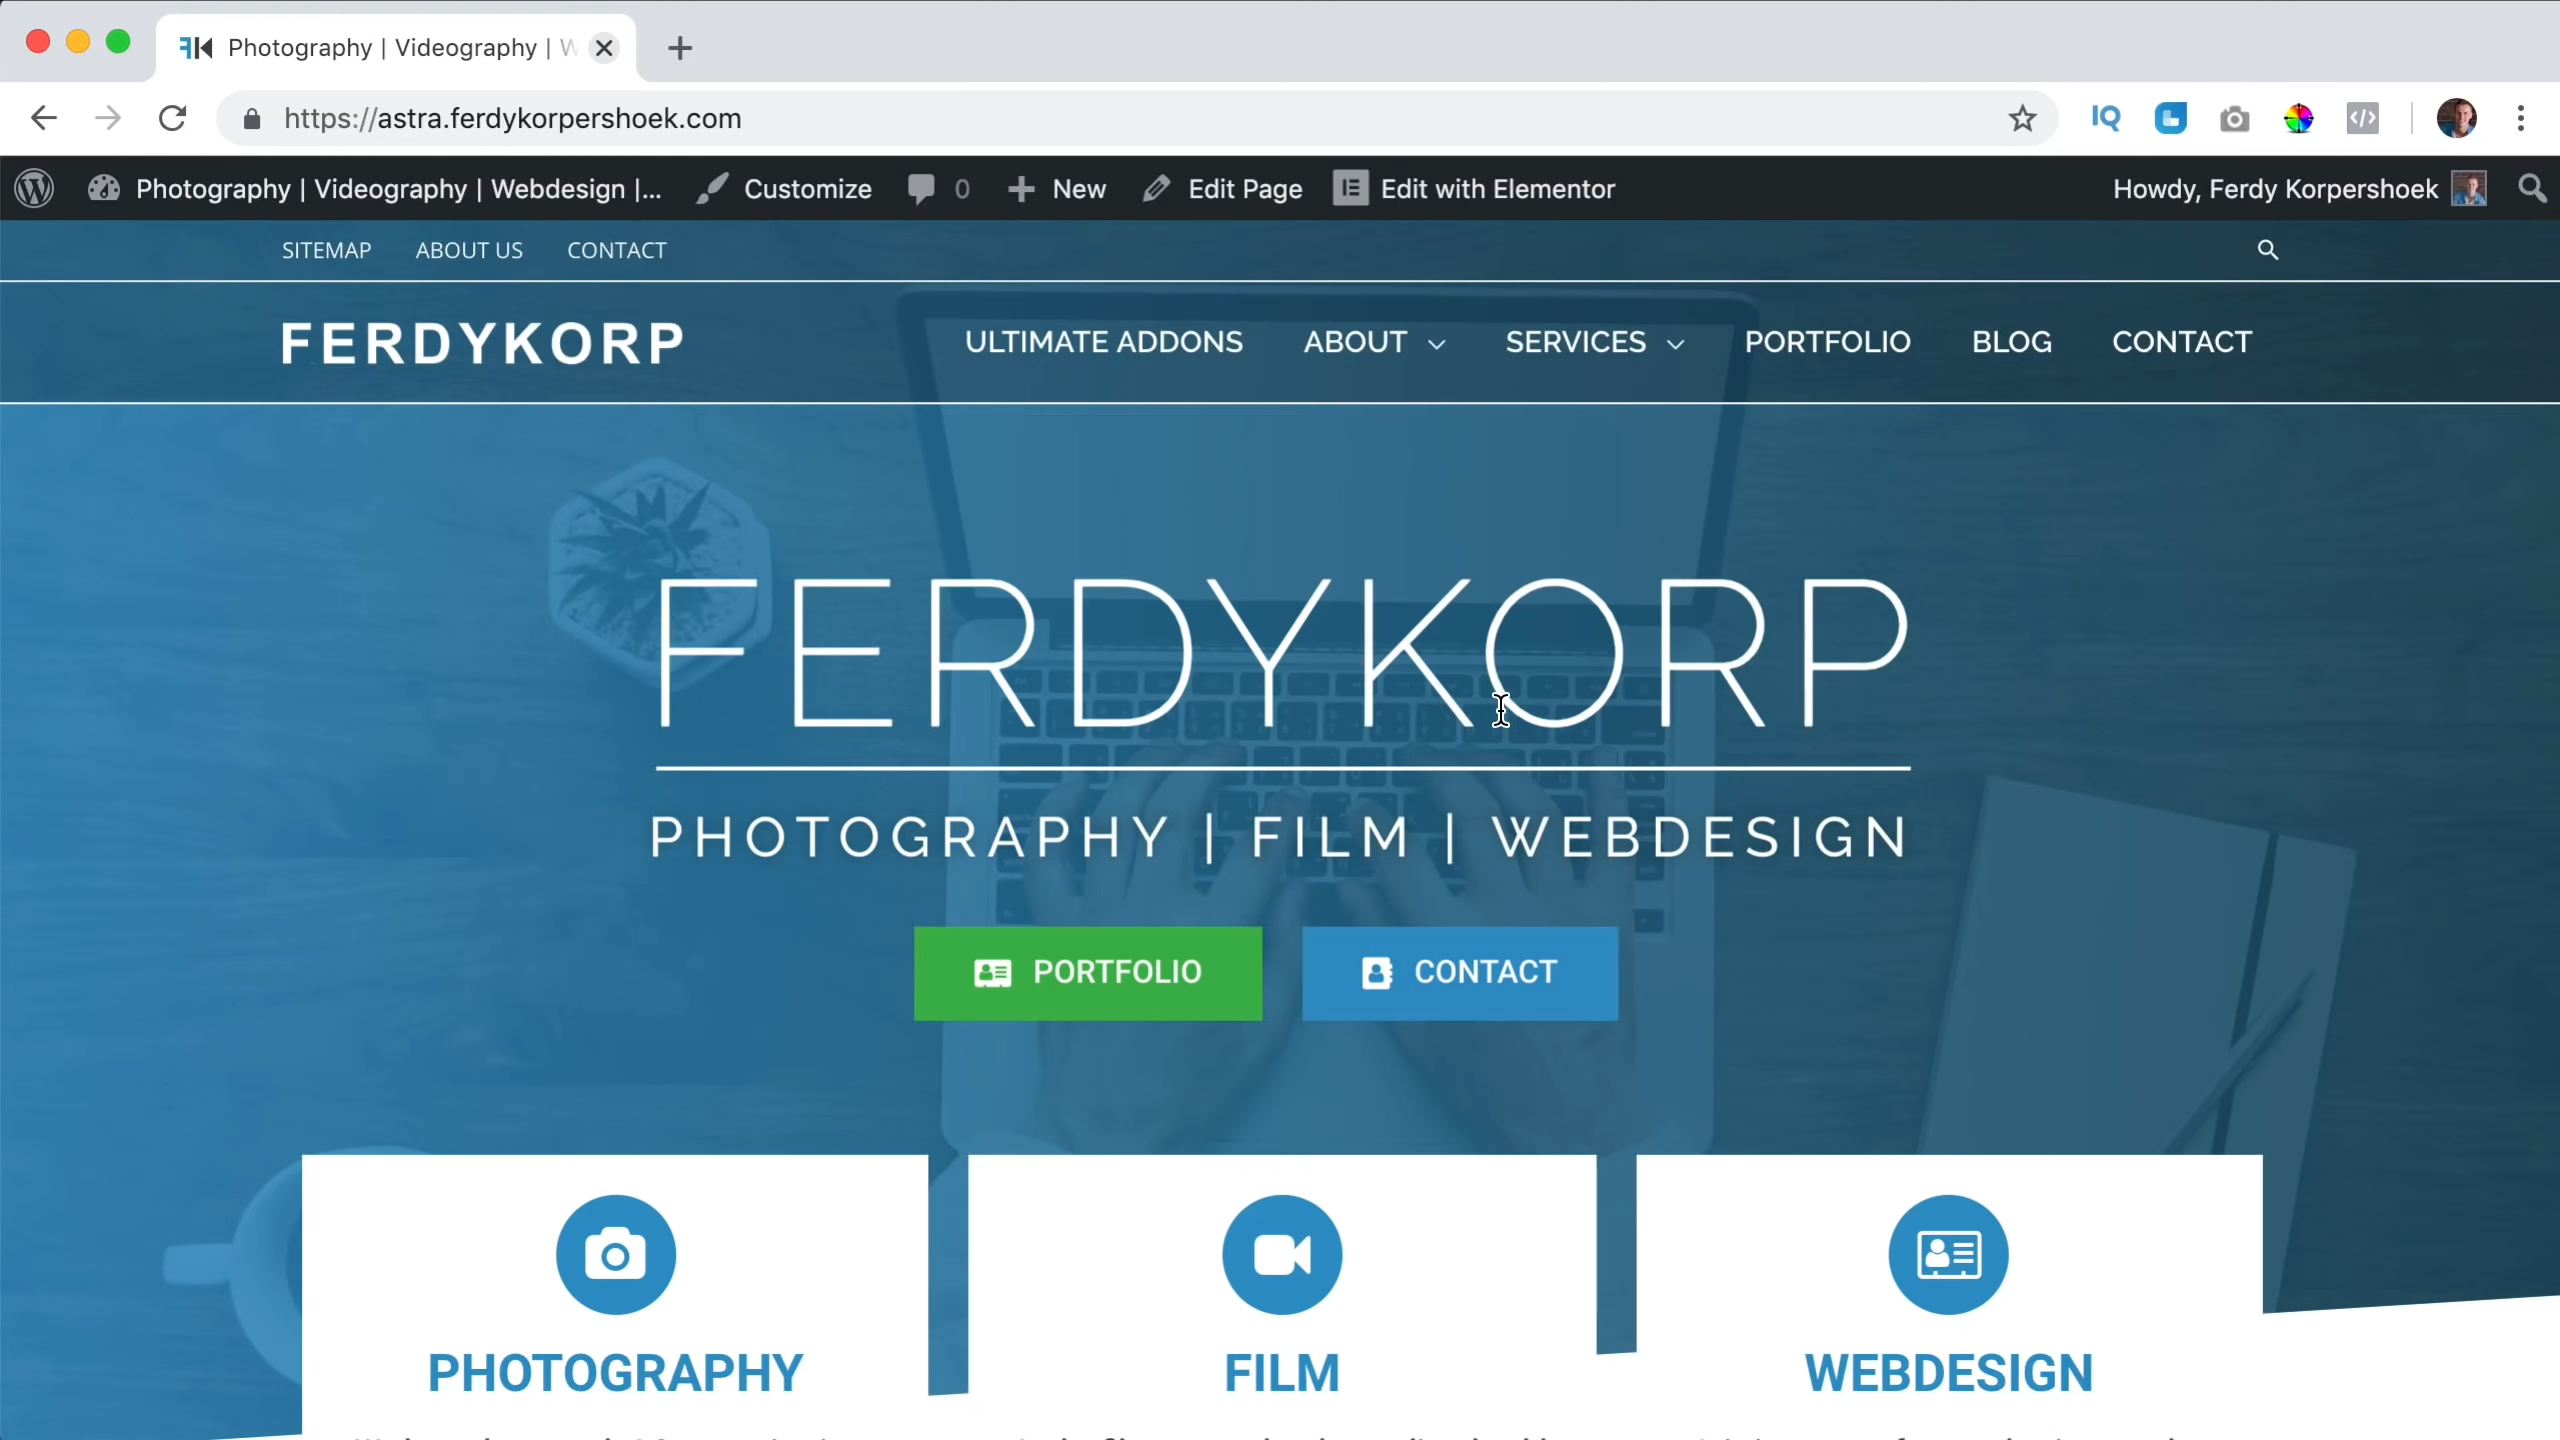 Photography | Videography | W
https://astra.ferdykorpershoek.com
IQ
Photography | Videography | Webdesign |... Customize 0 New Edit Page Edit with Elementor Howdy, Ferdy Korpershoek
SITEMAP ABOUT US CONTACT
FERDYKORP ULTIMATE ADDONS ABOUT SERVICES PORTFOLIO BLOG CONTACT
FERDYKORP
PHOTOGRAPHY | FILM | WEBDESIGN
PORTFOLIO CONTACT
PHOTOGRAPHY FILM WEBDESIGN